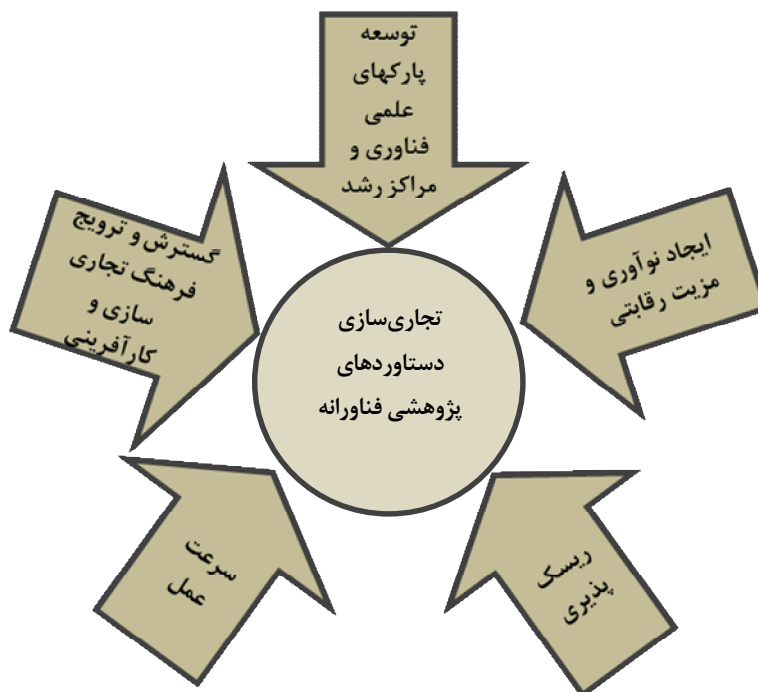 توسعه
پارکهای
علمی
فناوری و
مراکز رشد
ایجاد نوآوری و
مزیت رقابتی
گسترش و ترویج
فرهنگ تجاری
سازی و
کارآفرینی
تجاری‌سازی
دستاوردهای
پژوهشی فناورانه
ریسک
پذیری
سرعت
عمل